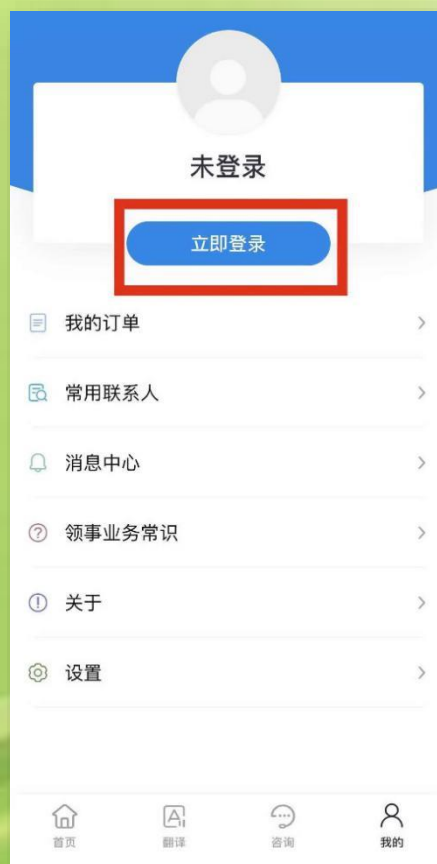 未登录
立即登录
我的订单
常用联系人
消息中心
领事业务常识
关于
设置
首页 翻译 咨询 我的